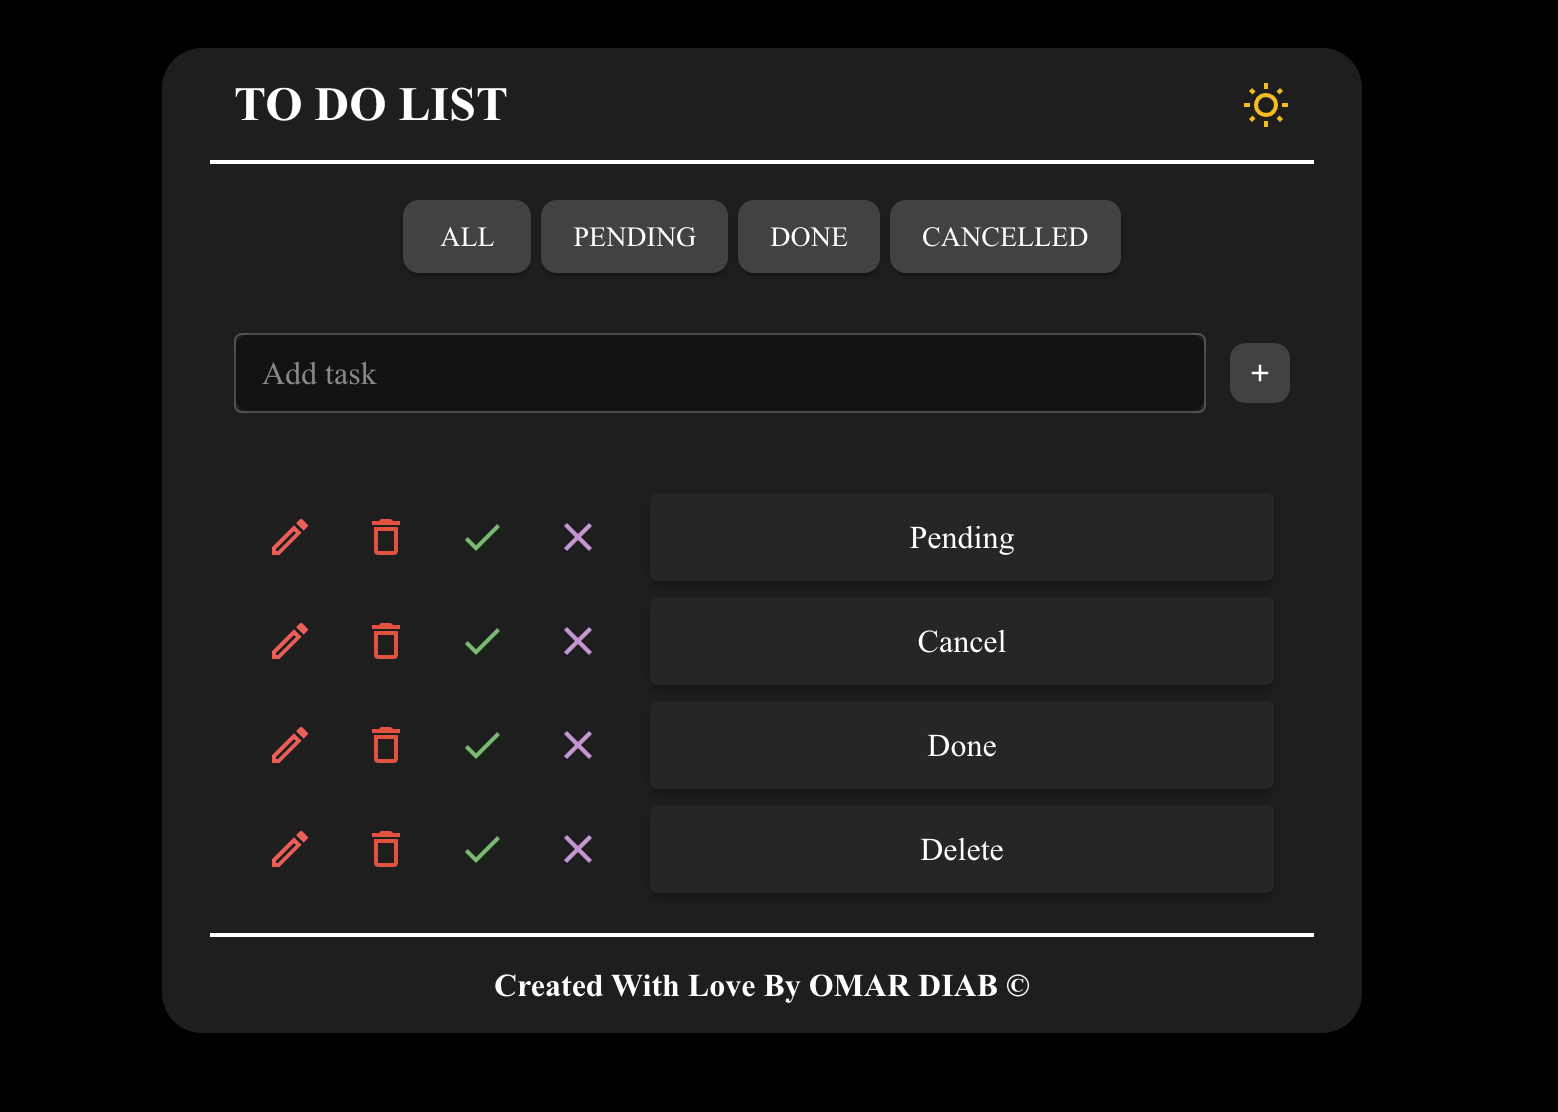 TO DO LIST
ALL PENDING DONE CANCELLED
Add task +
Pending
Cancel
Done
Delete
Created With Love By OMAR DIAB ©